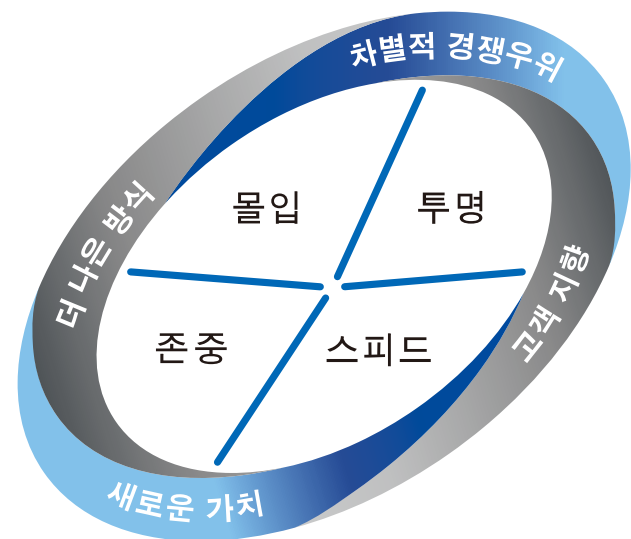 차별적 경쟁우위
더 나은 방식
몰입
투명
고객 지향
존중
스피드
새로운 가치